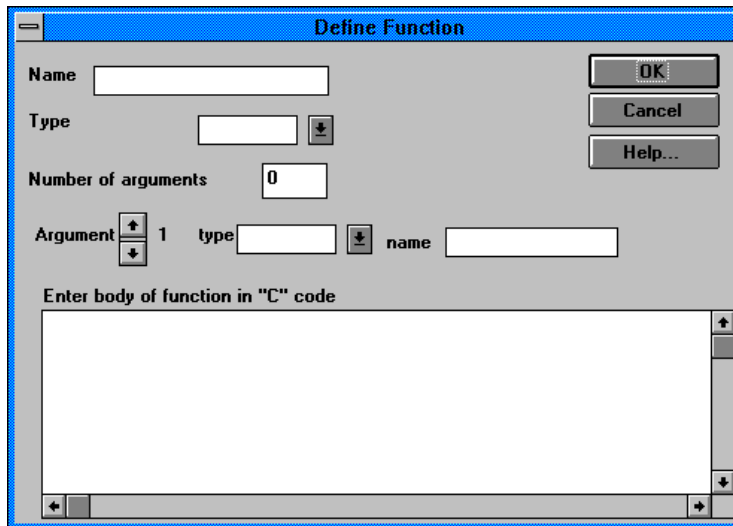 Define Function
Name
OK
Type
Cancel
Help...
Number of arguments 0
Argument 1 type name
Enter body of function in "C" code